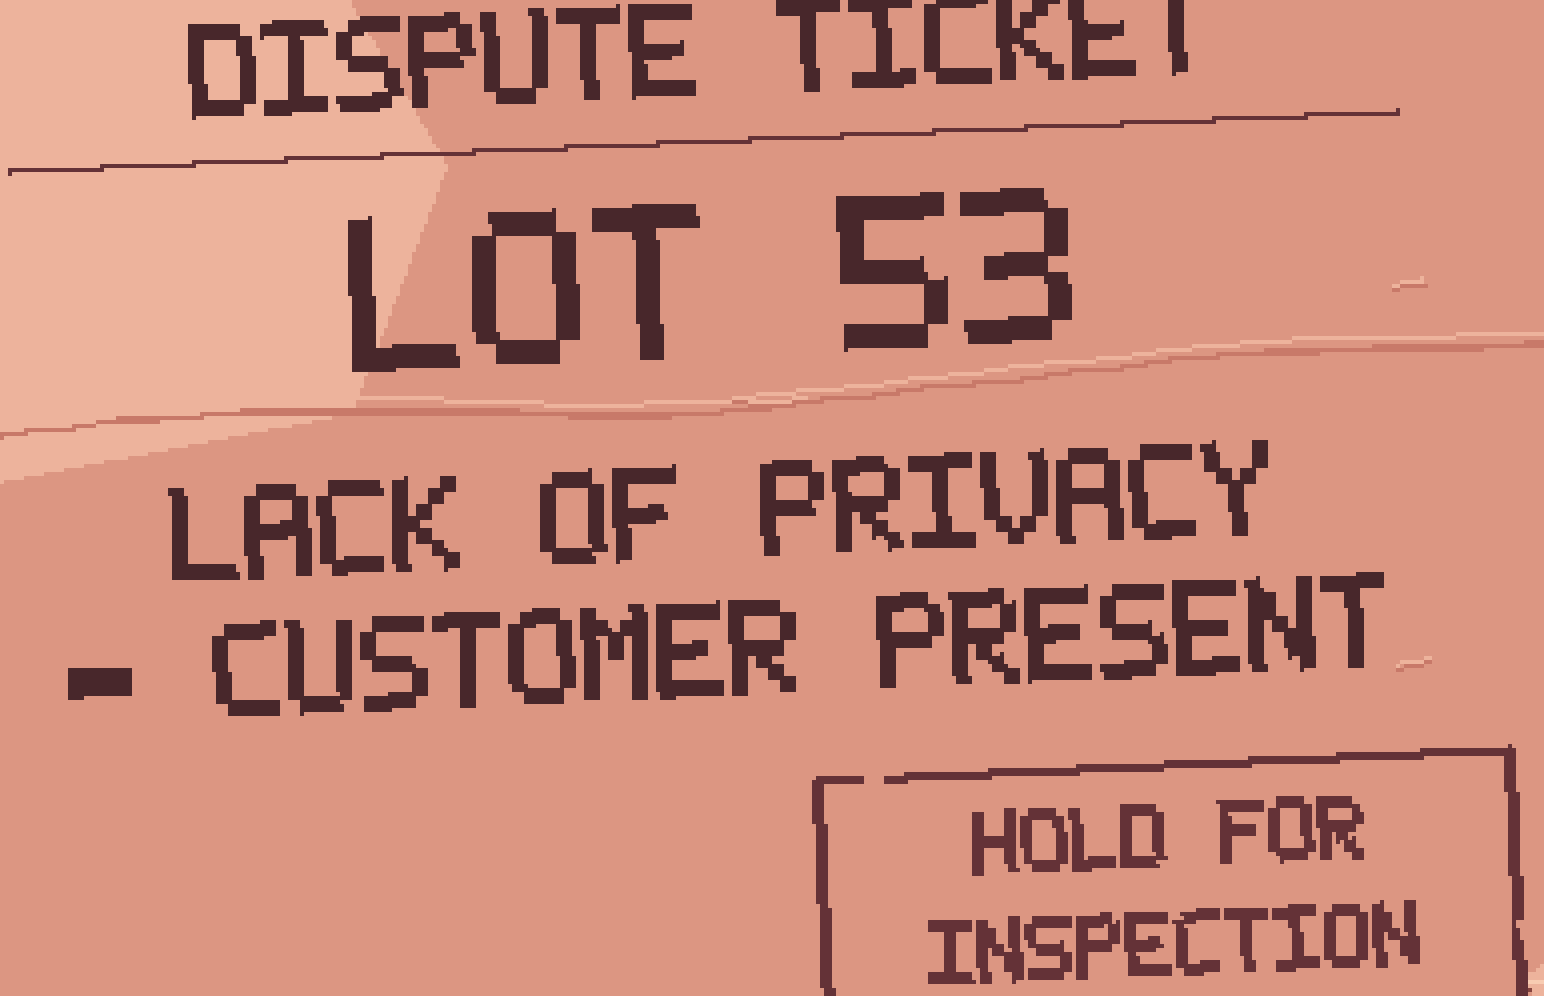 DISPUTE TICKET
LOT 53
LACK OF PRIVACY
- CUSTOMER PRESENT
HOLD FOR
INSPECTION